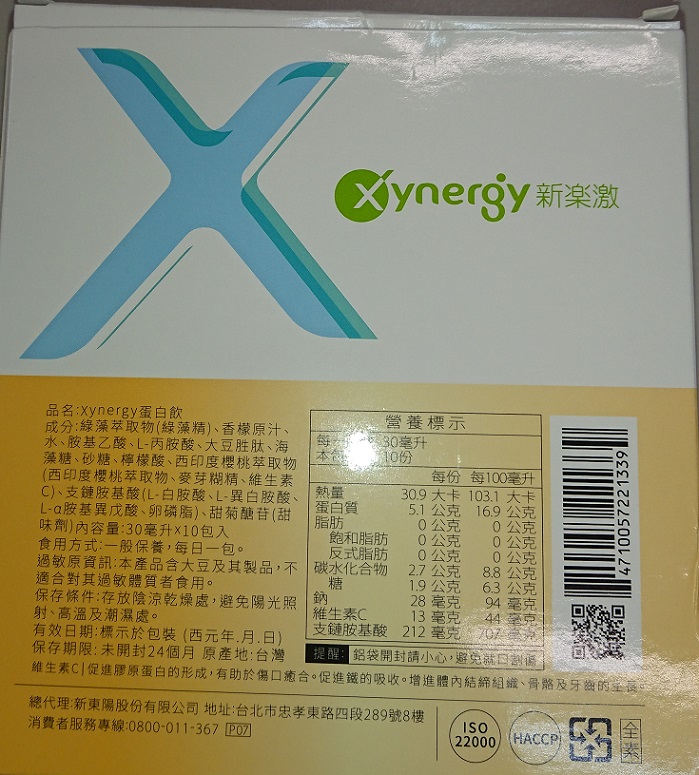 Xynergy 新楽激
品名:Xynergy蛋白飲
成分:綠藻萃取物(綠藻精)、香檬原汁、
水、胺基乙酸、L-丙胺酸、大豆胜肽、海
藻糖、砂糖、檸檬酸、西印度櫻桃萃取物
(西印度櫻桃萃取物、麥芽糊精、維生素
C)、支鏈胺基酸(L-白胺酸、L-異白胺酸、
L-α胺基異戊酸、卵磷脂)、甜菊醣苷(甜
味劑)內容量:30毫升×10包入
食用方式:一般保養,每日一包。
過敏原資訊:本產品含大豆及其製品,不
適合對其過敏體質者食用。
保存條件:存放陰涼乾燥處,避免陽光照
射、高溫及潮濕處。
有效日期:標示於包裝 (西元年.月.日)
保存期限:未開封24個月 原產地:台灣
營養標示
每 30毫升
本 10份
每份 每100毫升
熱量 30.9 大卡 103.1 大卡
蛋白質 5.1 公克 16.9 公克
脂肪 0 公克 0 公克
飽和脂肪 0 公克 0 公克
反式脂肪 0 公克 0 公克
碳水化合物 2.7 公克 8.8 公克
糖 1.9 公克 6.3 公克
鈉 28 毫克 94 毫克
維生素C 13 毫克 44 毫克
支鏈胺基酸 212 毫克 707 毫克
提醒: 鋁袋開封請小心,避免就口割傷
4710057221339
維生素C|促進膠原蛋白的形成,有助於傷口癒合。促進鐵的吸收。增進體內結締組織、骨骼及牙齒的生長。
總代理:新東陽股份有限公司 地址:台北市忠孝東路四段289號8樓
消費者服務專線:0800-011-367 P07
ISO
22000
HACCP
全
素